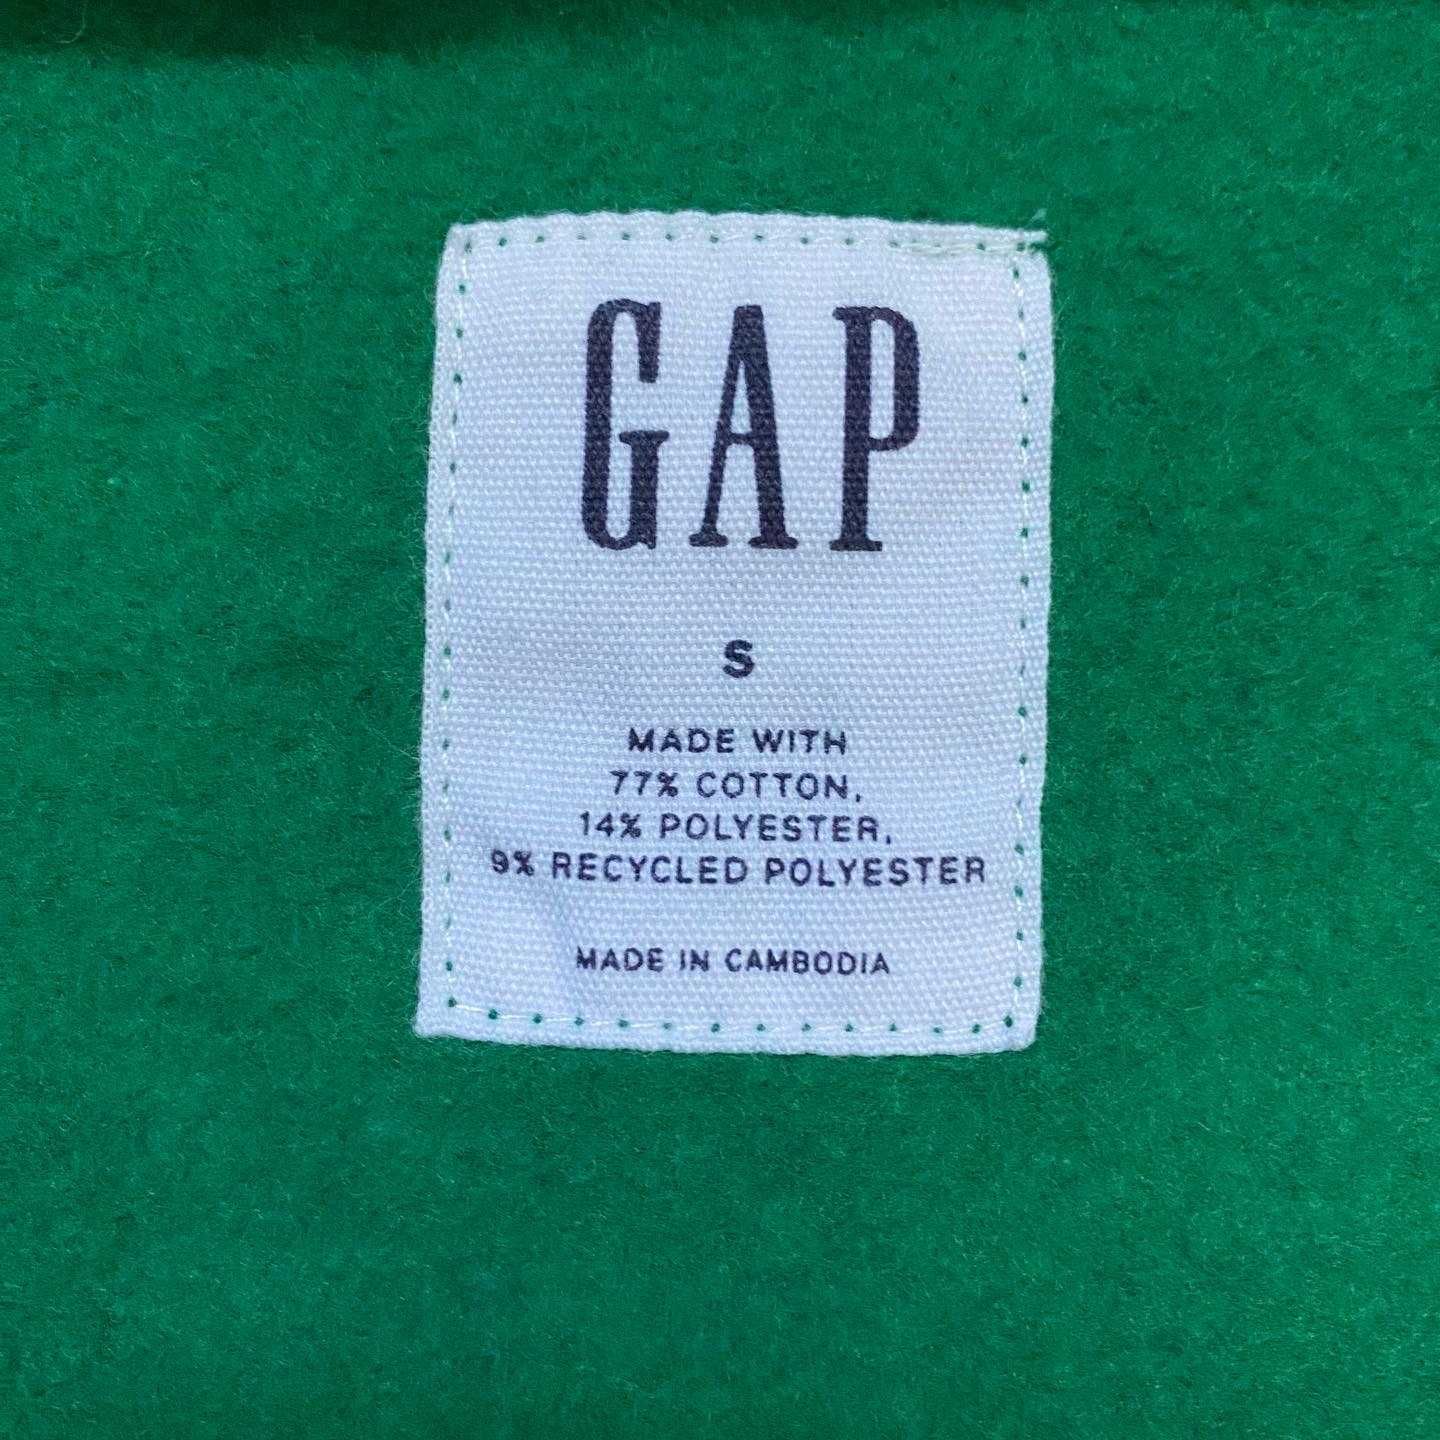 GAP
S
MADE WITH
77% COTTON,
14% POLYESTER,
9% RECYCLED POLYESTER
MADE IN CAMBODIA